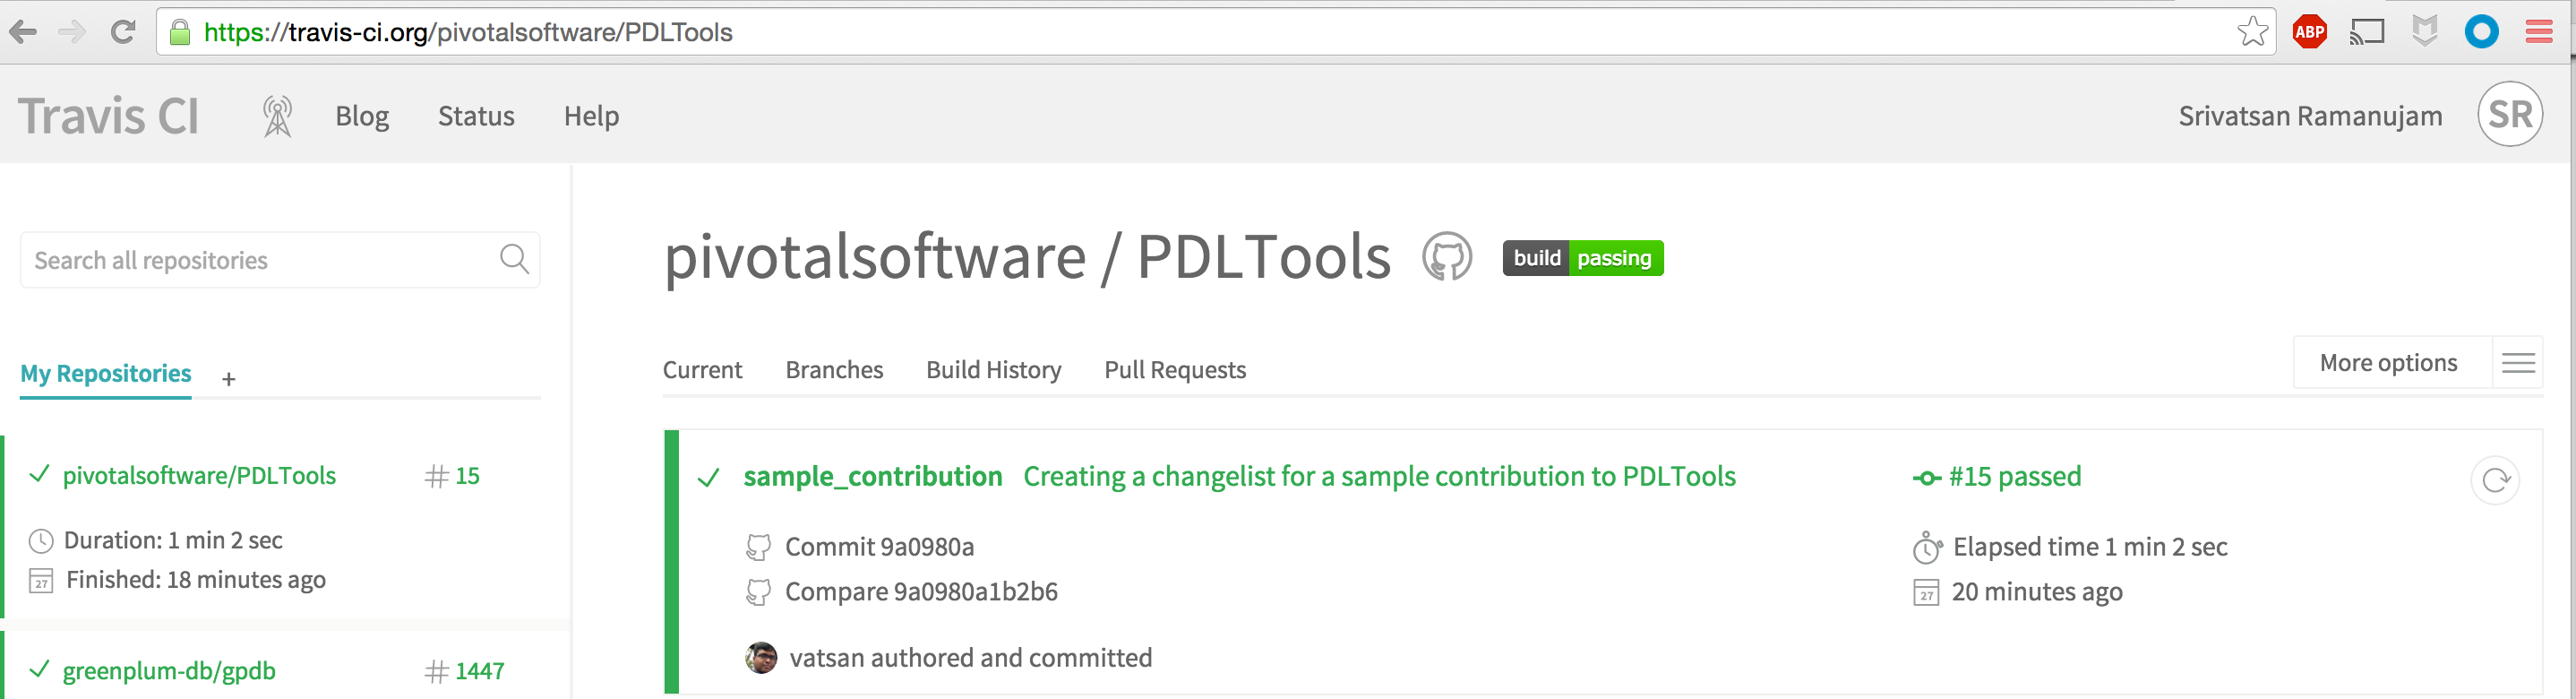 https://travis-ci.org/pivotalsoftware/PDLTools
ABP
Travis CI Blog Status Help Srivatsan Ramanujam SR
Search all repositories
pivotalsoftware / PDLTools build passing
My Repositories +
Current Branches Build History Pull Requests More options
pivotalsoftware/PDLTools # 15
Duration: 1 min 2 sec
27 Finished: 18 minutes ago
greenplum-db/gpdb # 1447
sample_contribution Creating a changelist for a sample contribution to PDLTools #15 passed
Commit 9a0980a Elapsed time 1 min 2 sec
Compare 9a0980a1b2b6 27 20 minutes ago
vatsan authored and committed